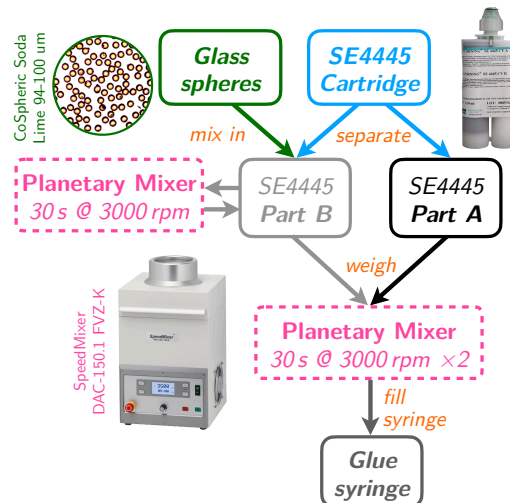 CoSpheric Soda
Lime 94–100 um
Glass
spheres
SE4445
Cartridge
mix in
separate
Planetary Mixer
30 s @ 3000 rpm
SE4445
Part B
SE4445
Part A
weigh
SpeedMixer
DAC-150.1 FVZ-K
SpeedMixer
Planetary Mixer
30 s @ 3000 rpm ×2
fill
syringe
Glue
syringe